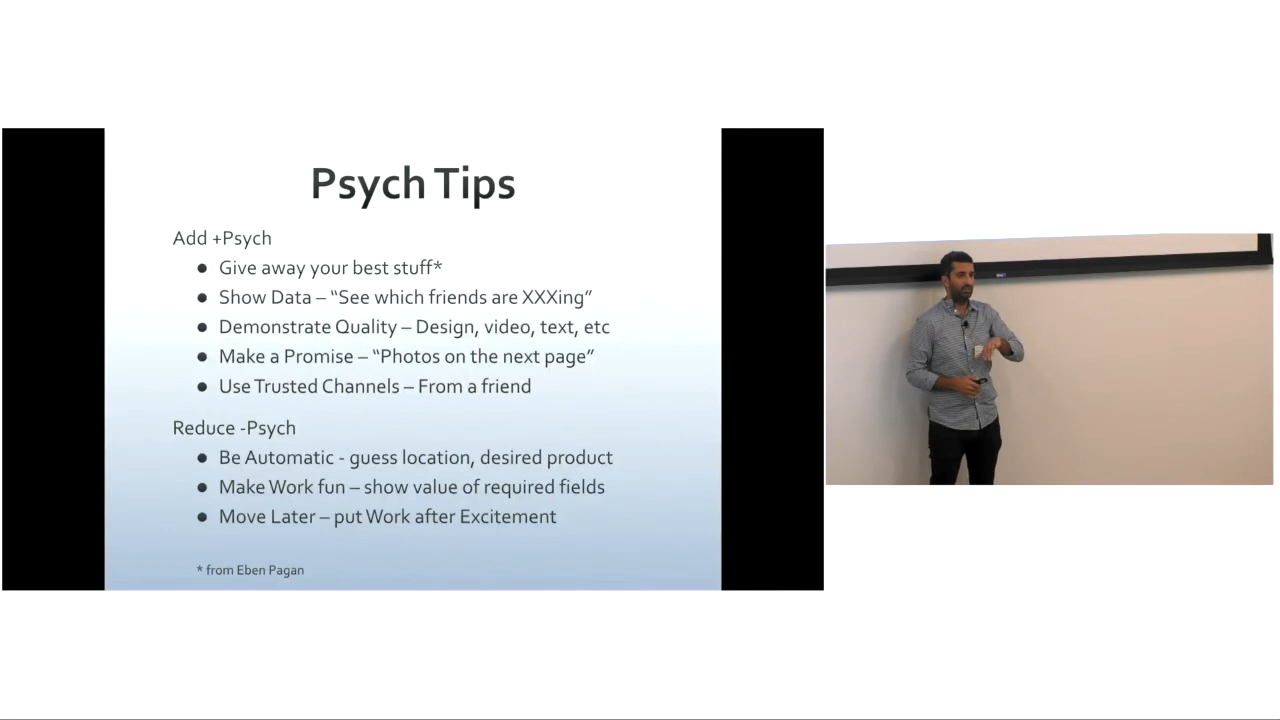 Psych Tips
Add +Psych
● Give away your best stuff*
● Show Data – “See which friends are XXXing”
● Demonstrate Quality – Design, video, text, etc
● Make a Promise – “Photos on the next page”
● Use Trusted Channels – From a friend
Reduce -Psych
● Be Automatic - guess location, desired product
● Make Work fun – show value of required fields
● Move Later – put Work after Excitement
* from Eben Pagan